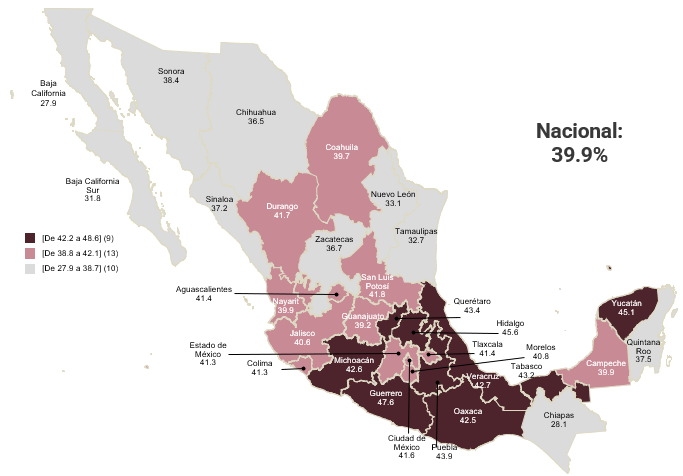 Nacional:
39.9%
Baja
California
27.9
Sonora
38.4
Chihuahua
36.5
Coahuila
39.7
Baja California
Sur
31.8
Sinaloa
37.2
Durango
41.7
Nuevo León
33.1
Tamaulipas
32.7
Zacatecas
36.7
[De 42.2 a 48.6] (9)
[De 38.8 a 42.1] (13)
[De 27.9 a 38.7] (10)
San Luis
Potosí
41.8
Aguascalientes
41.4
Nayarit
39.9
Guanajuato
39.2
Jalisco
40.6
Querétaro
43.4
Hidalgo
45.6
Tlaxcala
41.4
Morelos
40.8
Estado de
México
41.3
Colima
41.3
Michoacán
42.6
Guerrero
47.6
Veracruz
42.7
Tabasco
43.2
Yucatán
45.1
Quintana
Roo
37.5
Campeche
39.9
Oaxaca
42.5
Chiapas
28.1
Ciudad de
México
41.6
Puebla
43.9